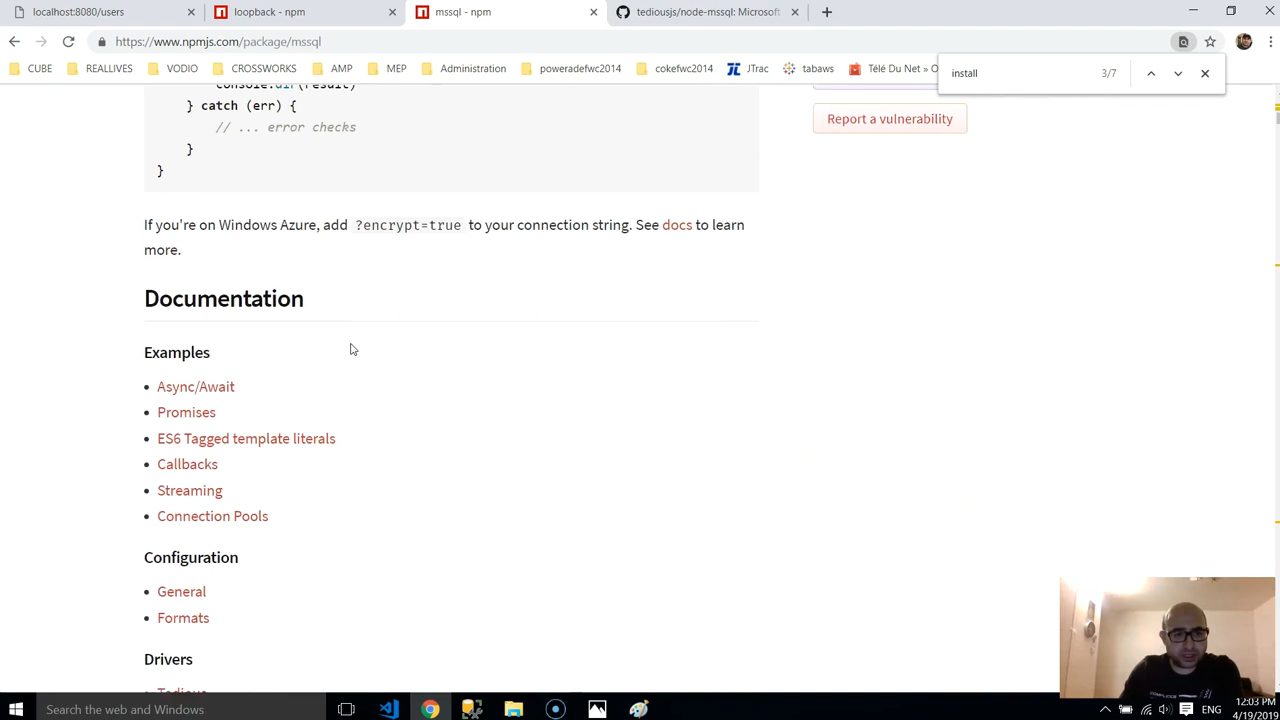 localhost:8080/users
loopback - npm
mssql - npm
tediousjs/node-mssql: Microsoft
https://www.npmjs.com/package/mssql
CUBE
REALLIVES
VODIO
CROSSWORKS
AMP
MEP
Administration
poweradefwc2014
cokefwc2014
JTrac
tabaws
Télé Du Net » O
install
3/7
} catch (err) {
// ... error checks
}
}
Report a vulnerability
If you're on Windows Azure, add ?encrypt=true to your connection string. See docs to learn
more.
Documentation
Examples
Async/Await
Promises
ES6 Tagged template literals
Callbacks
Streaming
Connection Pools
Configuration
General
Formats
Drivers
Search the web and Windows
ENG
12:03 PM
4/19/2019